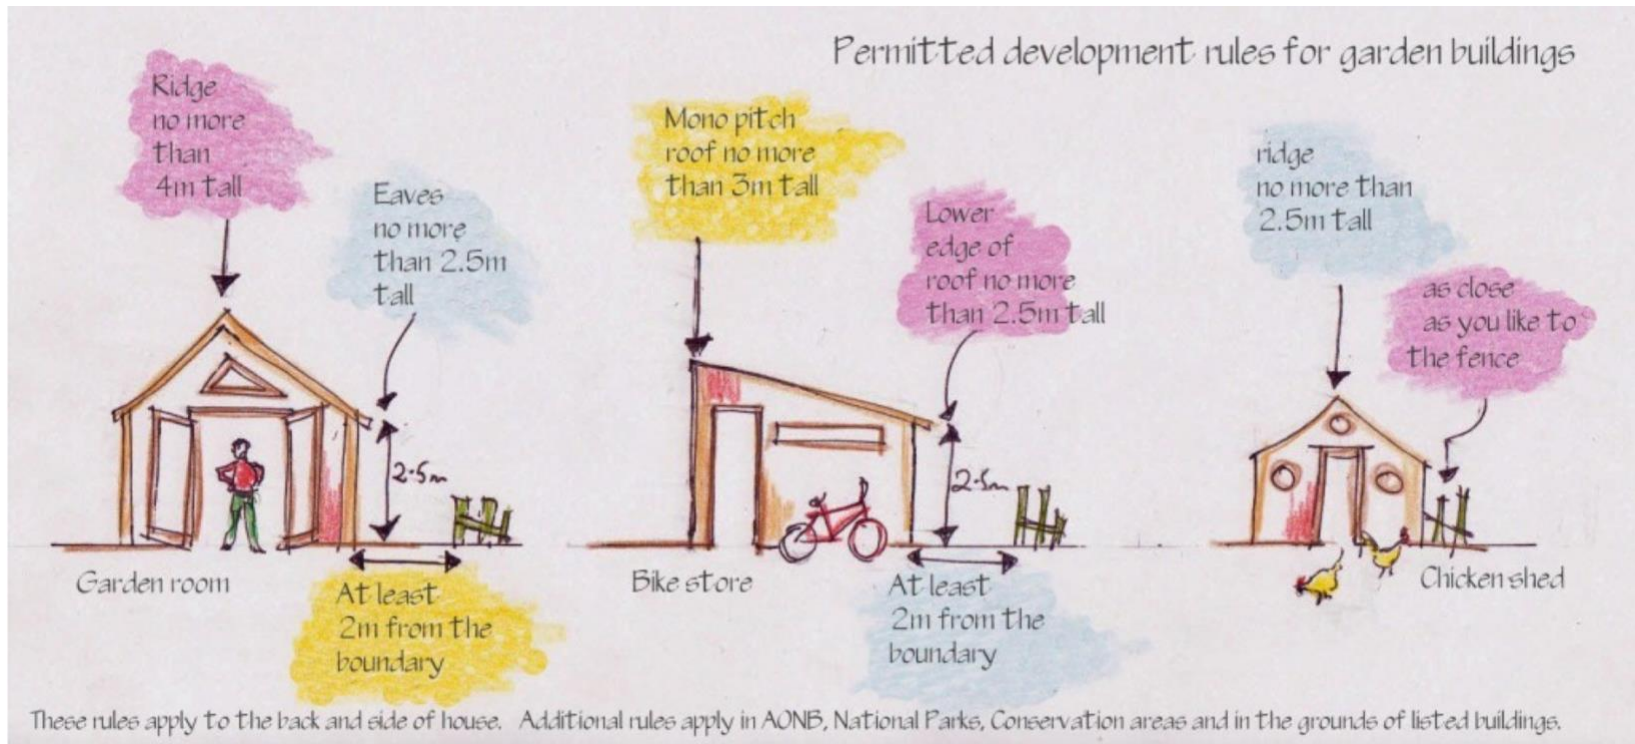 Permitted development rules for garden buildings
Ridge
no more
than
4m tall
Eaves
no more
than 2.5m
tall
2.5m
Garden room
At least
2m from the
boundary
Mono pitch
roof no more
than 3m tall
Lower
edge of
roof no more
than 2.5m tall
2.5m
Bike store
At least
2m from the
boundary
ridge
no more than
2.5m tall
as close
as you like to
the fence
Chicken shed
These rules apply to the back and side of house. Additional rules apply in AONB, National Parks, Conservation areas and in the grounds of listed buildings.